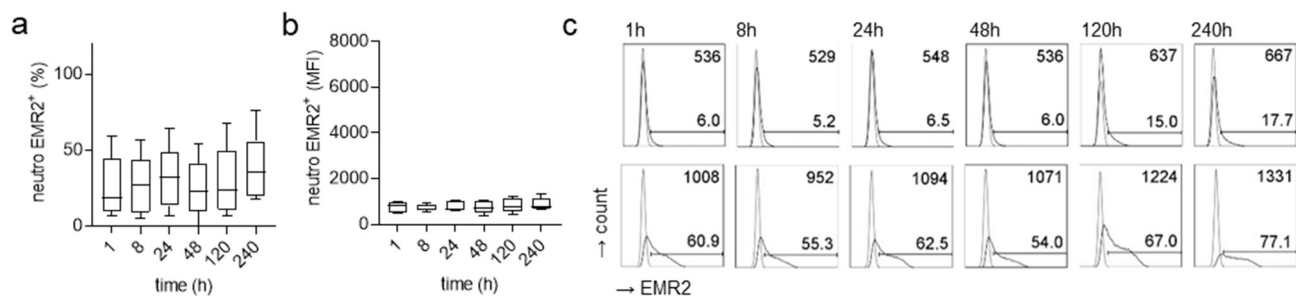 a
neutro EMR2+ (%)
100
50
0
1 8 24 48 120 240
time (h)
b
neutro EMR2+ (MFI)
8000
6000
4000
2000
0
1 8 24 48 120 240
time (h)
c
1h 8h 24h 48h 120h 240h
536 529 548 536 637 667
6.0 5.2 6.5 6.0 15.0 17.7
1008 952 1094 1071 1224 1331
60.9 55.3 62.5 54.0 67.0 77.1
→ count
→ EMR2